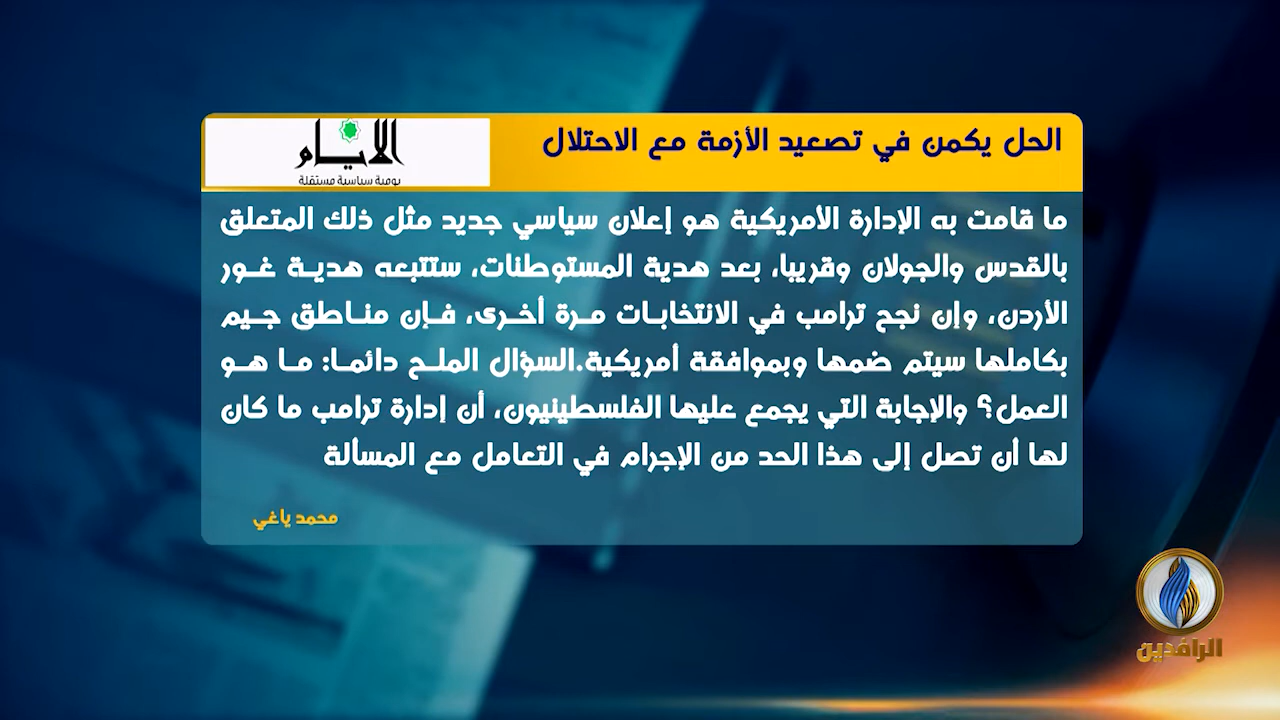 الحل يكمن في تصعيد الأزمة مع الاحتلال
الايام
يومية سياسية مستقلة
ما قامت به الإدارة الأمريكية هو إعلان سياسي جديد مثل ذلك المتعلق
بالقدس والجولان وقريبا، بعد هدية المستوطنات، ستتبعه هدية غور
الأردن، وإن نجح ترامب في الانتخابات مرة أخرى، فإن مناطق جيم
بكاملها سيتم ضمها وبموافقة أمريكية.السؤال الملح دائما: ما هو
العمل؟ والإجابة التي يجمع عليها الفلسطينيون، أن إدارة ترامب ما كان
لها أن تصل إلى هذا الحد من الإجرام في التعامل مع المسألة
محمد ياغي
الرافدين